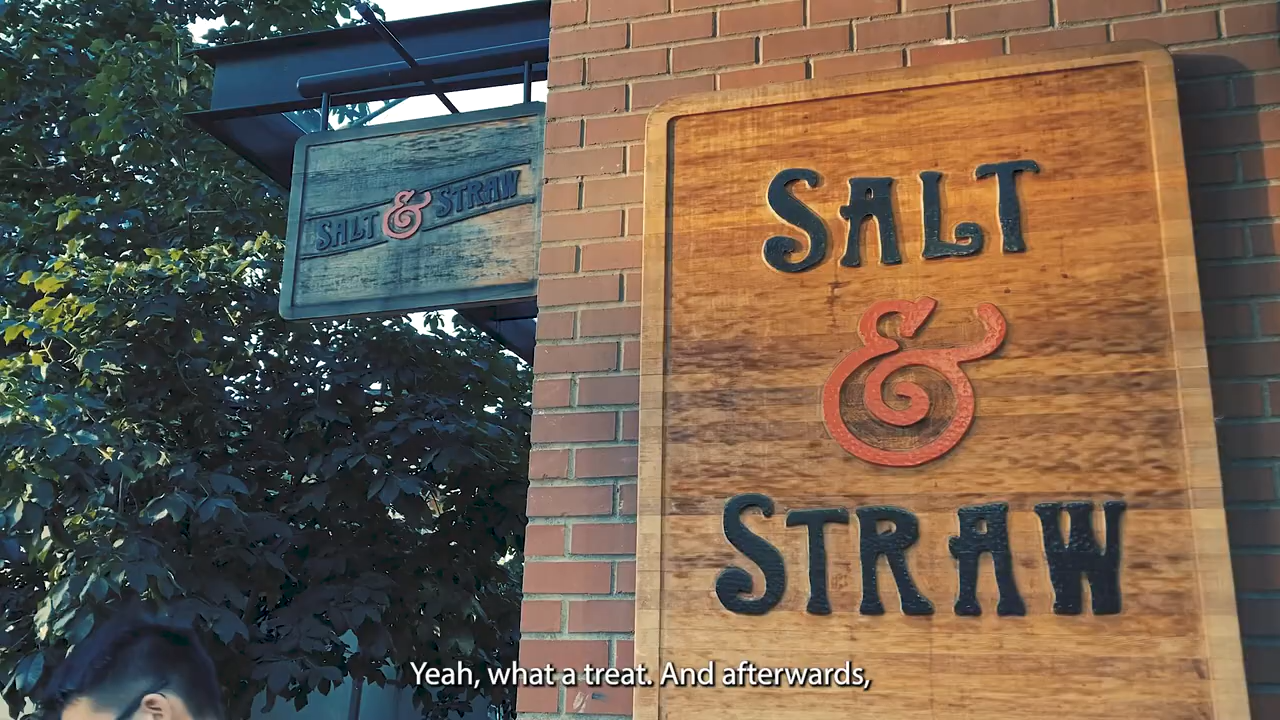 SALT & STRAW
SALT
&
STRAW
Yeah, what a treat. And afterwards,